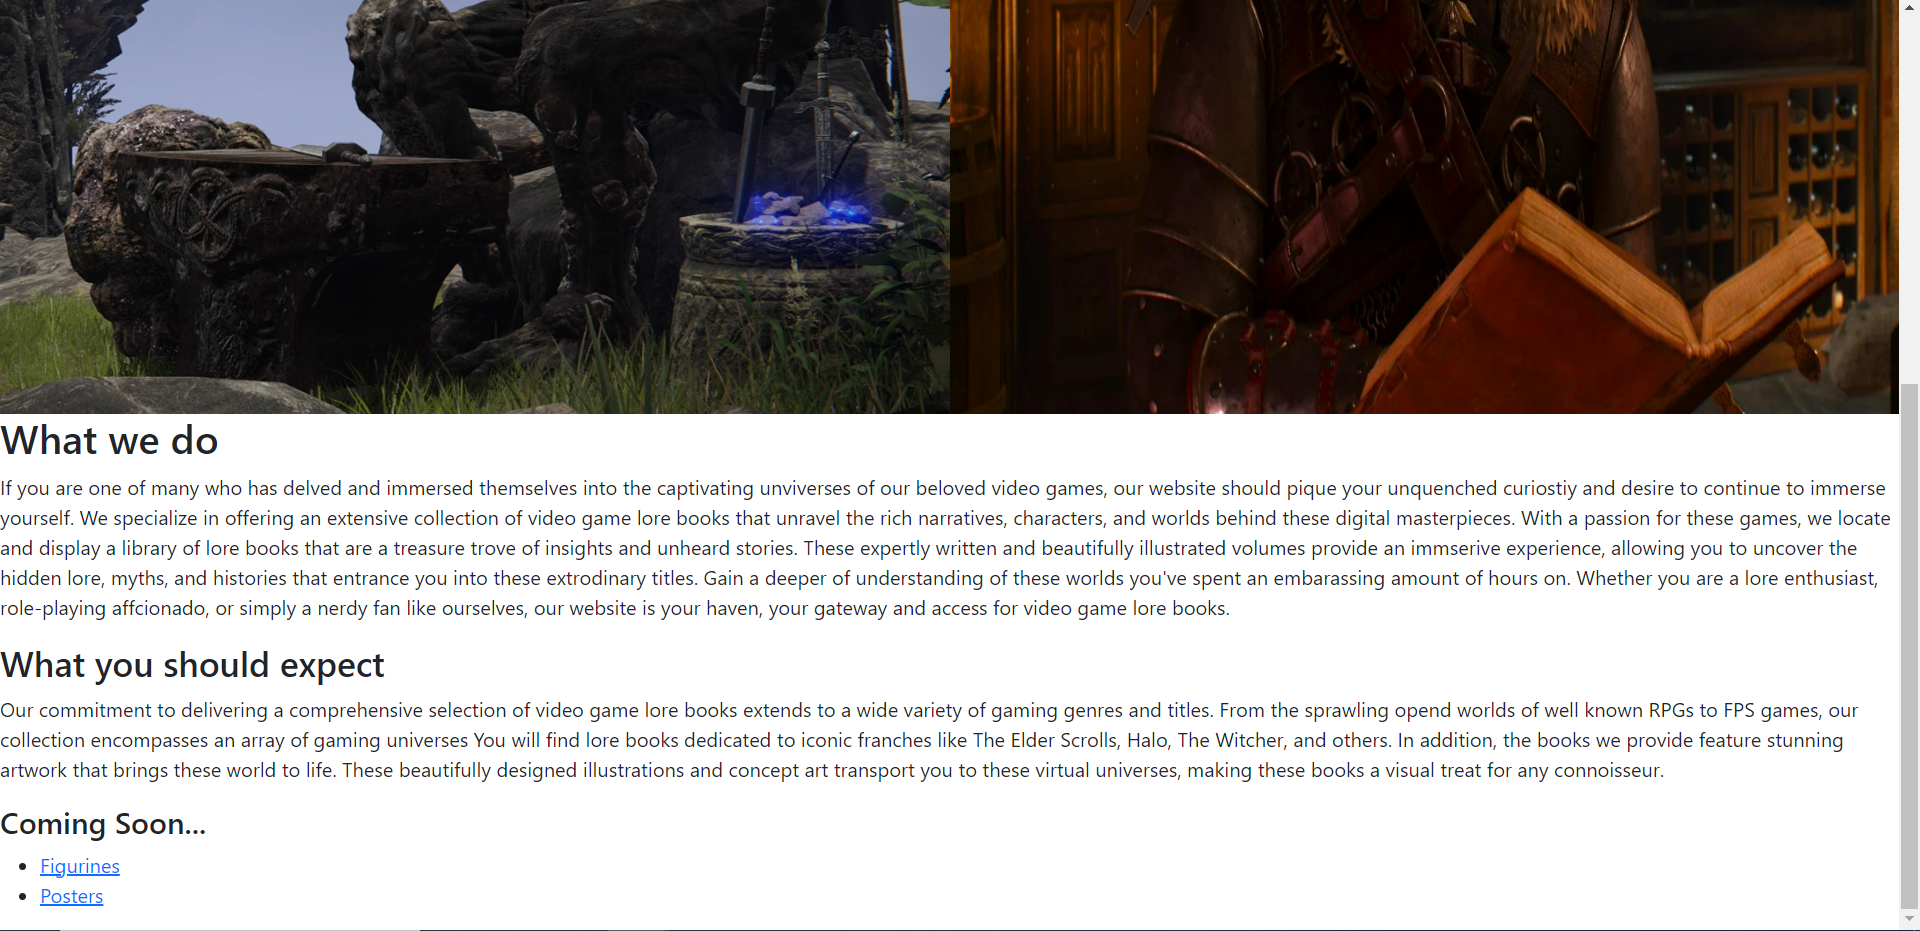 What we do
If you are one of many who has delved and immersed themselves into the captivating unviverses of our beloved video games, our website should pique your unquenched curiostiy and desire to continue to immerse
yourself. We specialize in offering an extensive collection of video game lore books that unravel the rich narratives, characters, and worlds behind these digital masterpieces. With a passion for these games, we locate
and display a library of lore books that are a treasure trove of insights and unheard stories. These expertly written and beautifully illustrated volumes provide an immserive experience, allowing you to uncover the
hidden lore, myths, and histories that entrance you into these extrodinary titles. Gain a deeper of understanding of these worlds you've spent an embarassing amount of hours on. Whether you are a lore enthusiast,
role-playing affcionado, or simply a nerdy fan like ourselves, our website is your haven, your gateway and access for video game lore books.
What you should expect
Our commitment to delivering a comprehensive selection of video game lore books extends to a wide variety of gaming genres and titles. From the sprawling opend worlds of well known RPGs to FPS games, our
collection encompasses an array of gaming universes You will find lore books dedicated to iconic franches like The Elder Scrolls, Halo, The Witcher, and others. In addition, the books we provide feature stunning
artwork that brings these world to life. These beautifully designed illustrations and concept art transport you to these virtual universes, making these books a visual treat for any connoisseur.
Coming Soon...
• Figurines
• Posters